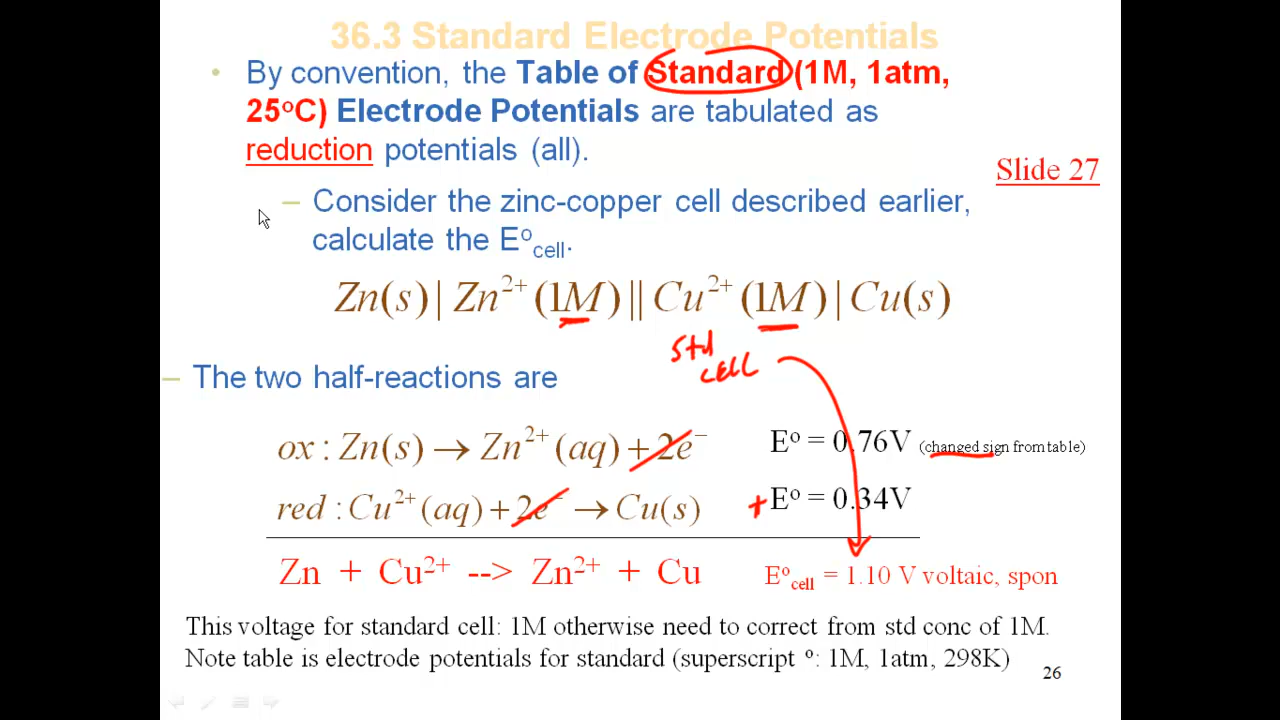 36.3 Standard Electrode Potentials
• By convention, the Table of Standard (1M, 1atm,
25°C) Electrode Potentials are tabulated as
reduction potentials (all).
Slide 27
– Consider the zinc-copper cell described earlier,
calculate the E°cell.
Zn(s) | Zn²⁺ (1M) || Cu²⁺ (1M) | Cu(s)
Std
CELL
– The two half-reactions are
ox : Zn(s) → Zn²⁺ (aq) + 2e⁻ E° = 0.76V (changed sign from table)
red : Cu²⁺ (aq) + 2e⁻ → Cu(s) + E° = 0.34V
Zn + Cu²⁺ --> Zn²⁺ + Cu E°cell = 1.10 V voltaic, spon
This voltage for standard cell: 1M otherwise need to correct from std conc of 1M.
Note table is electrode potentials for standard (superscript °: 1M, 1atm, 298K)
26